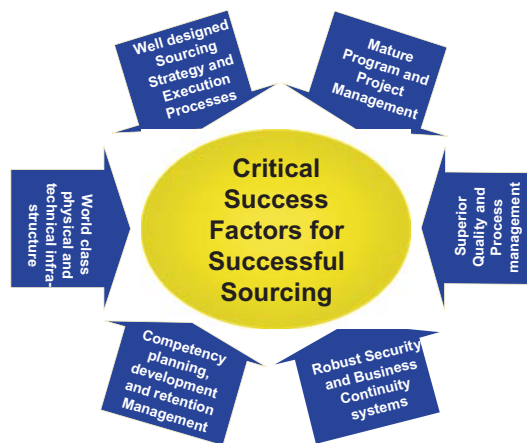 Well designed
Sourcing
Strategy and
Execution
Processes
Mature
Program and
Project
Management
Critical
Success
Factors for
Successful
Sourcing
World class
physical and
technical infra-
structure
Superior
Quality and
Process
management
Competency
planning,
development
and retention
Management
Robust Security
and Business
Continuity
systems